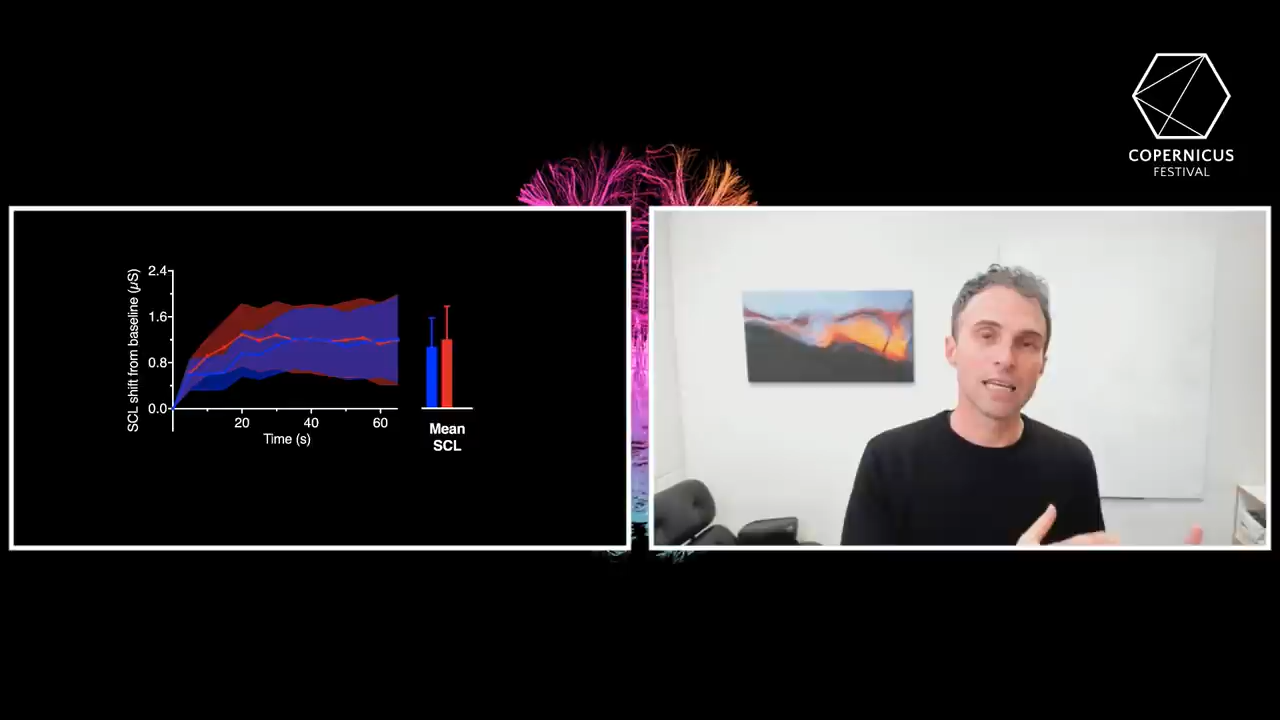 COPERNICUS
FESTIVAL
SCL shift from baseline (µS)
2.4
1.6
0.8
0.0
20
40
60
Time (s)
Mean
SCL